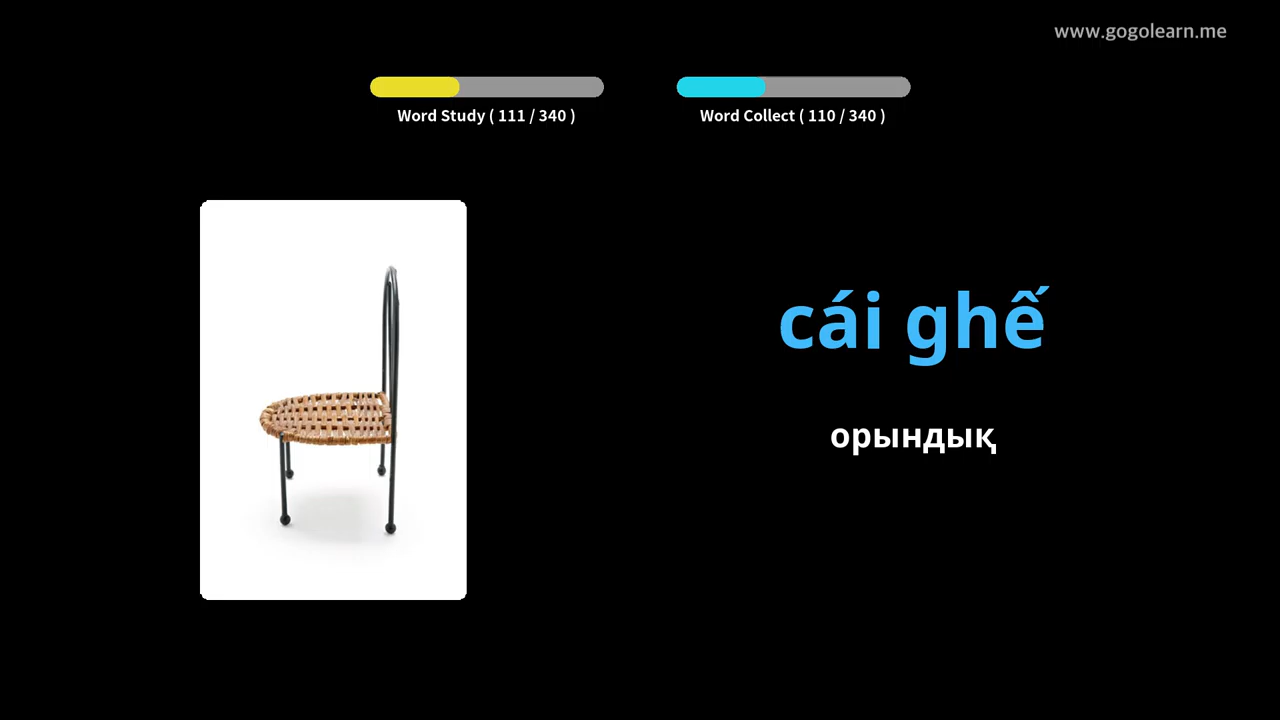 www.gogolearn.me
Word Study ( 111 / 340 )
Word Collect ( 110 / 340 )
cái ghế
орындық